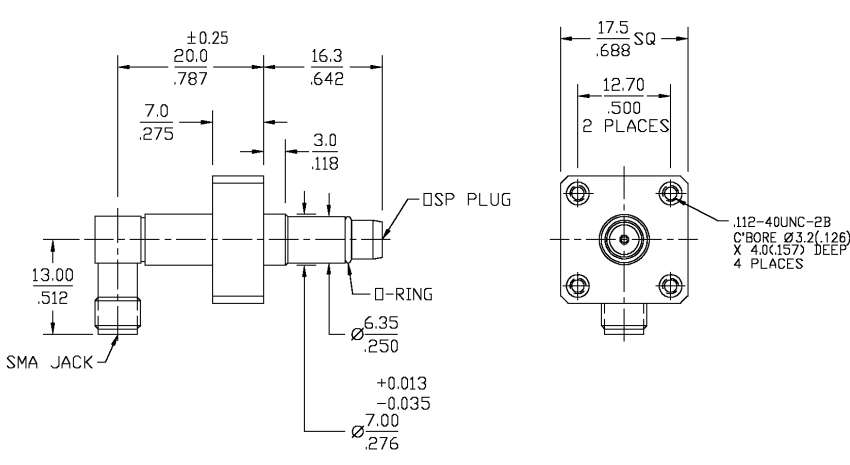 ±0.25
20.0
.787
16.3
.642
7.0
.275
3.0
.118
OSP PLUG
13.00
.512
O-RING
SMA JACK
Ø6.35
.250
+0.013
-0.035
Ø7.00
.276
17.5
.688
SQ
12.70
.500
2 PLACES
.112-40UNC-2B
C'BORE Ø3.2(.126)
X 4.0(.157) DEEP
4 PLACES